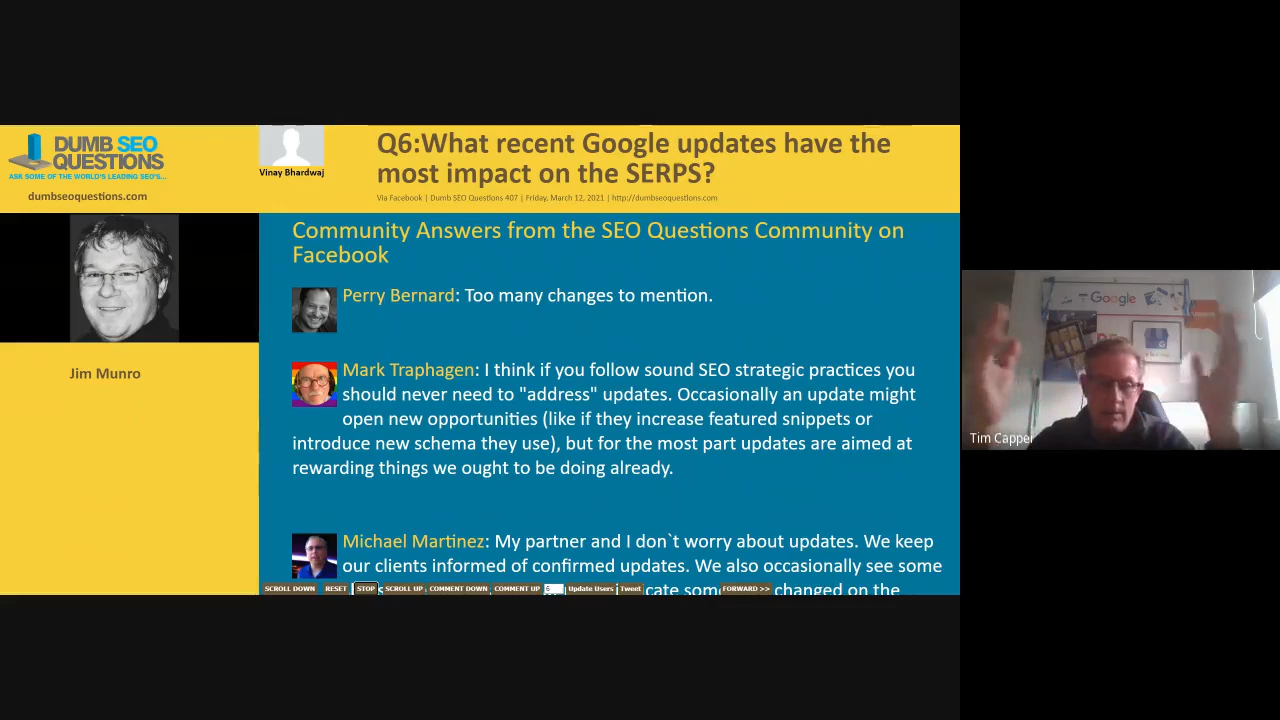 DUMB SEO
QUESTIONS
ASK SOME OF THE WORLD'S LEADING SEO'S...
dumbseoquestions.com
Vinay Bhardwaj
Q6:What recent Google updates have the
most impact on the SERPS?
Via Facebook | Dumb SEO Questions 407 | Friday, March 12, 2021 | http://dumbseoquestions.com
Jim Munro
Community Answers from the SEO Questions Community on
Facebook
Perry Bernard: Too many changes to mention.
Mark Traphagen: I think if you follow sound SEO strategic practices you
should never need to "address" updates. Occasionally an update might
open new opportunities (like if they increase featured snippets or
introduce new schema they use), but for the most part updates are aimed at
rewarding things we ought to be doing already.
Michael Martinez: My partner and I don`t worry about updates. We keep
our clients informed of confirmed updates. We also occasionally see some
changed on the
SCROLL DOWN RESET STOP SCROLL UP COMMENT DOWN COMMENT UP 6 Update Users Tweet FORWARD >>
Google
Tim Capper